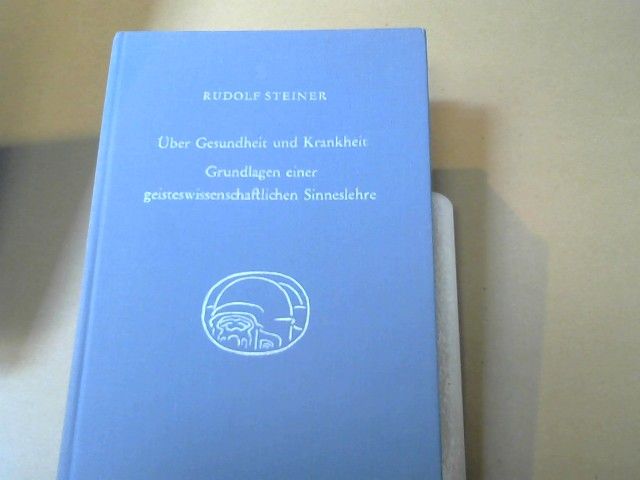 RUDOLF STEINER
Über Gesundheit und Krankheit
Grundlagen einer
geisteswissenschaftlichen Sinneslehre